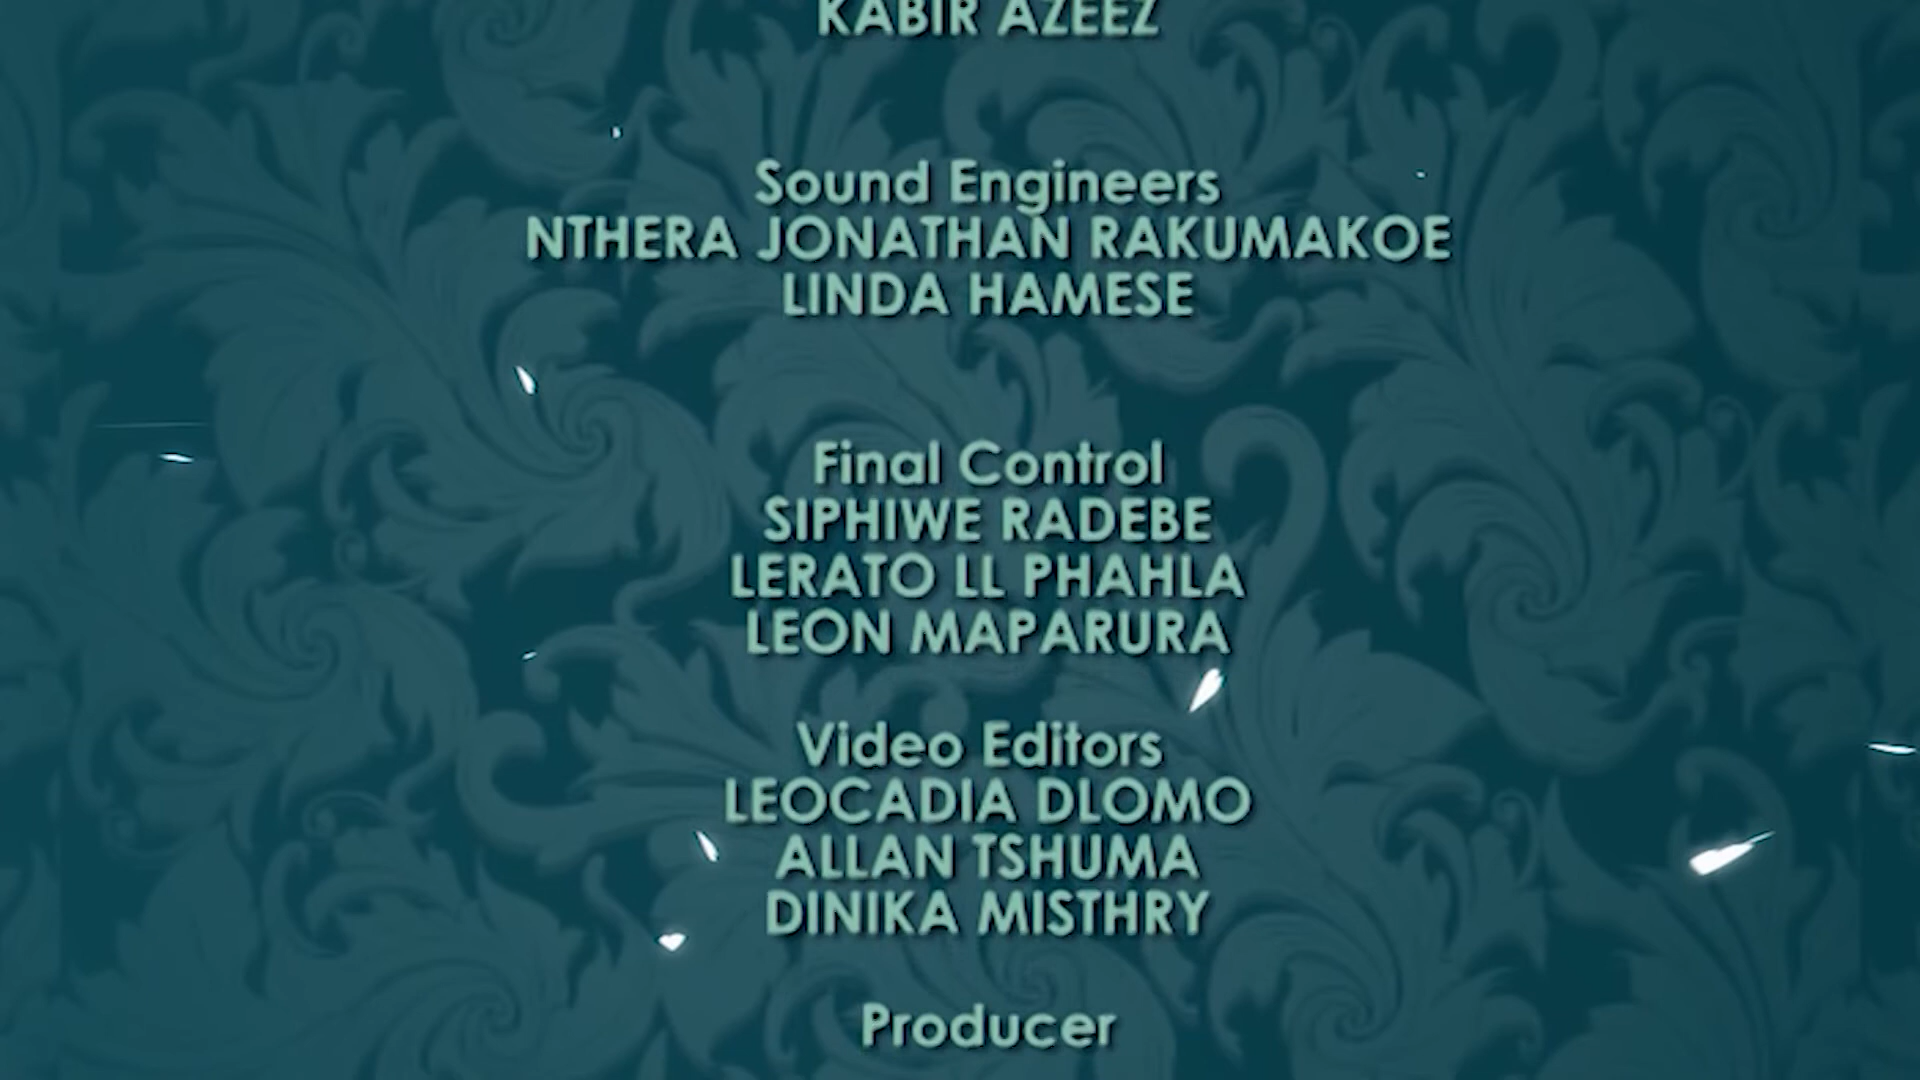 KABIR AZEEZ
Sound Engineers
NTHERA JONATHAN RAKUMAKOE
LINDA HAMESE
Final Control
SIPHIWE RADEBE
LERATO LL PHAHLA
LEON MAPARURA
Video Editors
LEOCADIA DLOMO
ALLAN TSHUMA
DINIKA MISTHRY
Producer